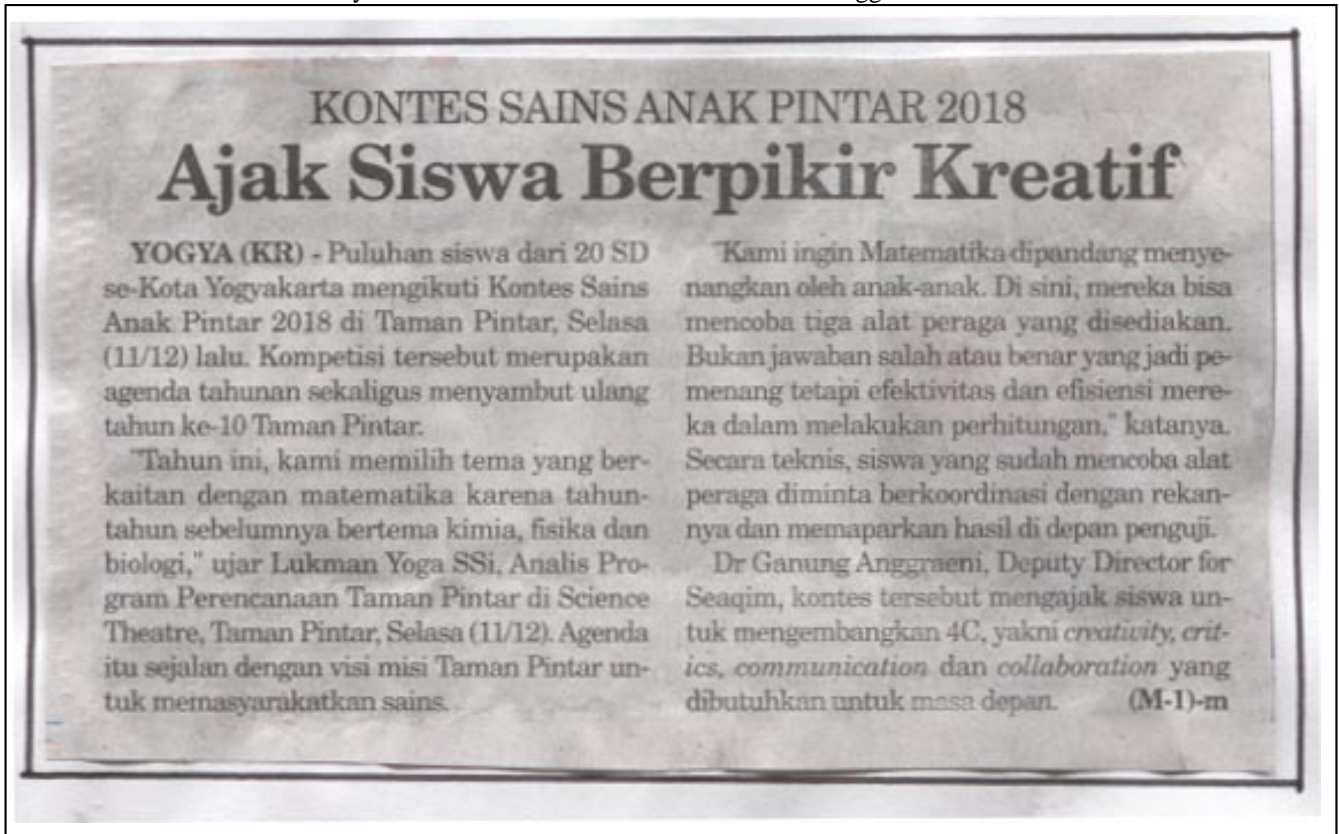 KONTES SAINS ANAK PINTAR 2018
Ajak Siswa Berpikir Kreatif
YOGYA (KR) - Puluhan siswa dari 20 SD
se-Kota Yogyakarta mengikuti Kontes Sains
Anak Pintar 2018 di Taman Pintar, Selasa
(11/12) lalu. Kompetisi tersebut merupakan
agenda tahunan sekaligus menyambut ulang
tahun ke-10 Taman Pintar.
"Tahun ini, kami memilih tema yang ber-
kaitan dengan matematika karena tahun-
tahun sebelumnya bertema kimia, fisika dan
biologi," ujar Lukman Yoga SSi, Analis Pro-
gram Perencanaan Taman Pintar di Science
Theatre, Taman Pintar, Selasa (11/12). Agenda
itu sejalan dengan visi misi Taman Pintar un-
tuk memasyarakatkan sains.
"Kami ingin Matematika dipandang menye-
nangkan oleh anak-anak. Di sini, mereka bisa
mencoba tiga alat peraga yang disediakan.
Bukan jawaban salah atau benar yang jadi pe-
menang tetapi efektivitas dan efisiensi mere-
ka dalam melakukan perhitungan," katanya.
Secara teknis, siswa yang sudah mencoba alat
peraga diminta berkoordinasi dengan rekan-
nya dan memaparkan hasil di depan penguji.
Dr Ganung Anggraeni, Deputy Director for
Seaqim, kontes tersebut mengajak siswa un-
tuk mengembangkan 4C, yakni creativity, crit-
ics, communication dan collaboration yang
dibutuhkan untuk masa depan. (M-1)-m